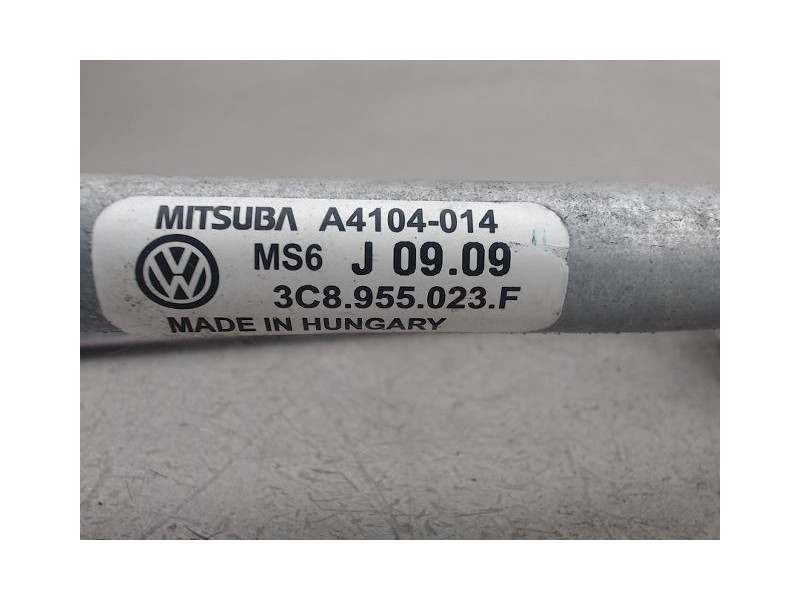 MITSUBA A4104-014
MS6 J 09.09
3C8.955.023.F
MADE IN HUNGARY